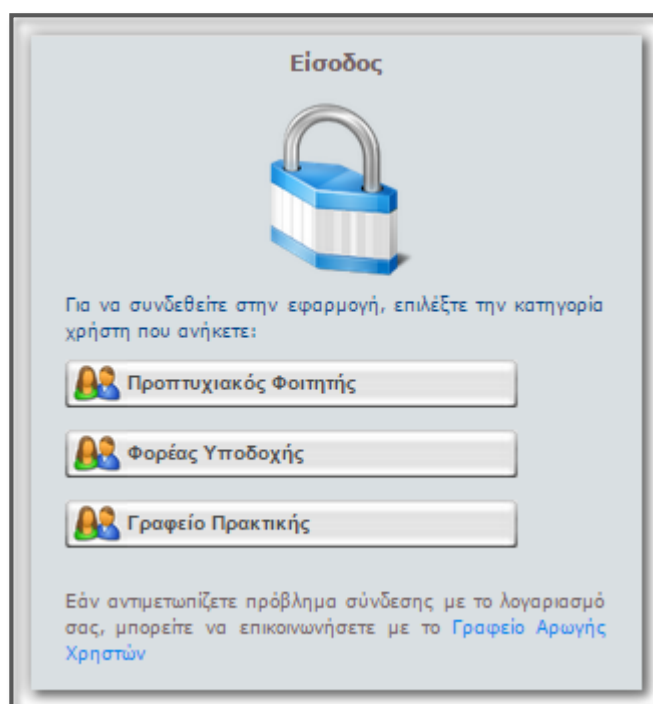 Είσοδος
Για να συνδεθείτε στην εφαρμογή, επιλέξτε την κατηγορία
χρήστη που ανήκετε:
Προπτυχιακός Φοιτητής
Φορέας Υποδοχής
Γραφείο Πρακτικής
Εάν αντιμετωπίζετε πρόβλημα σύνδεσης με το λογαριασμό
σας, μπορείτε να επικοινωνήσετε με το Γραφείο Αρωγής
Χρηστών